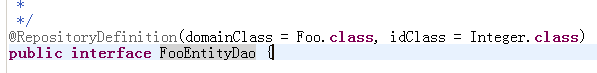 *
*/
@RepositoryDefinition(domainClass = Foo.class, idClass = Integer.class)
public interface FooEntityDao {